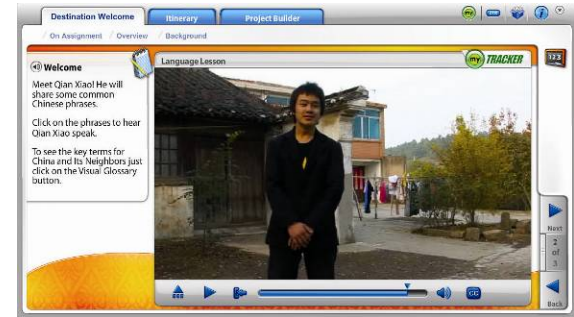 Destination Welcome
Itinerary
Project Builder
/ On Assignment / Overview / Background
Welcome
Meet Qian Xiao! He will
share some common
Chinese phrases.
Click on the phrases to hear
Qian Xiao speak.
To see the key terms for
China and Its Neighbors just
click on the Visual Glossary
button.
Language Lesson
my TRACKER
123
Next
2
of
3
Back
CC